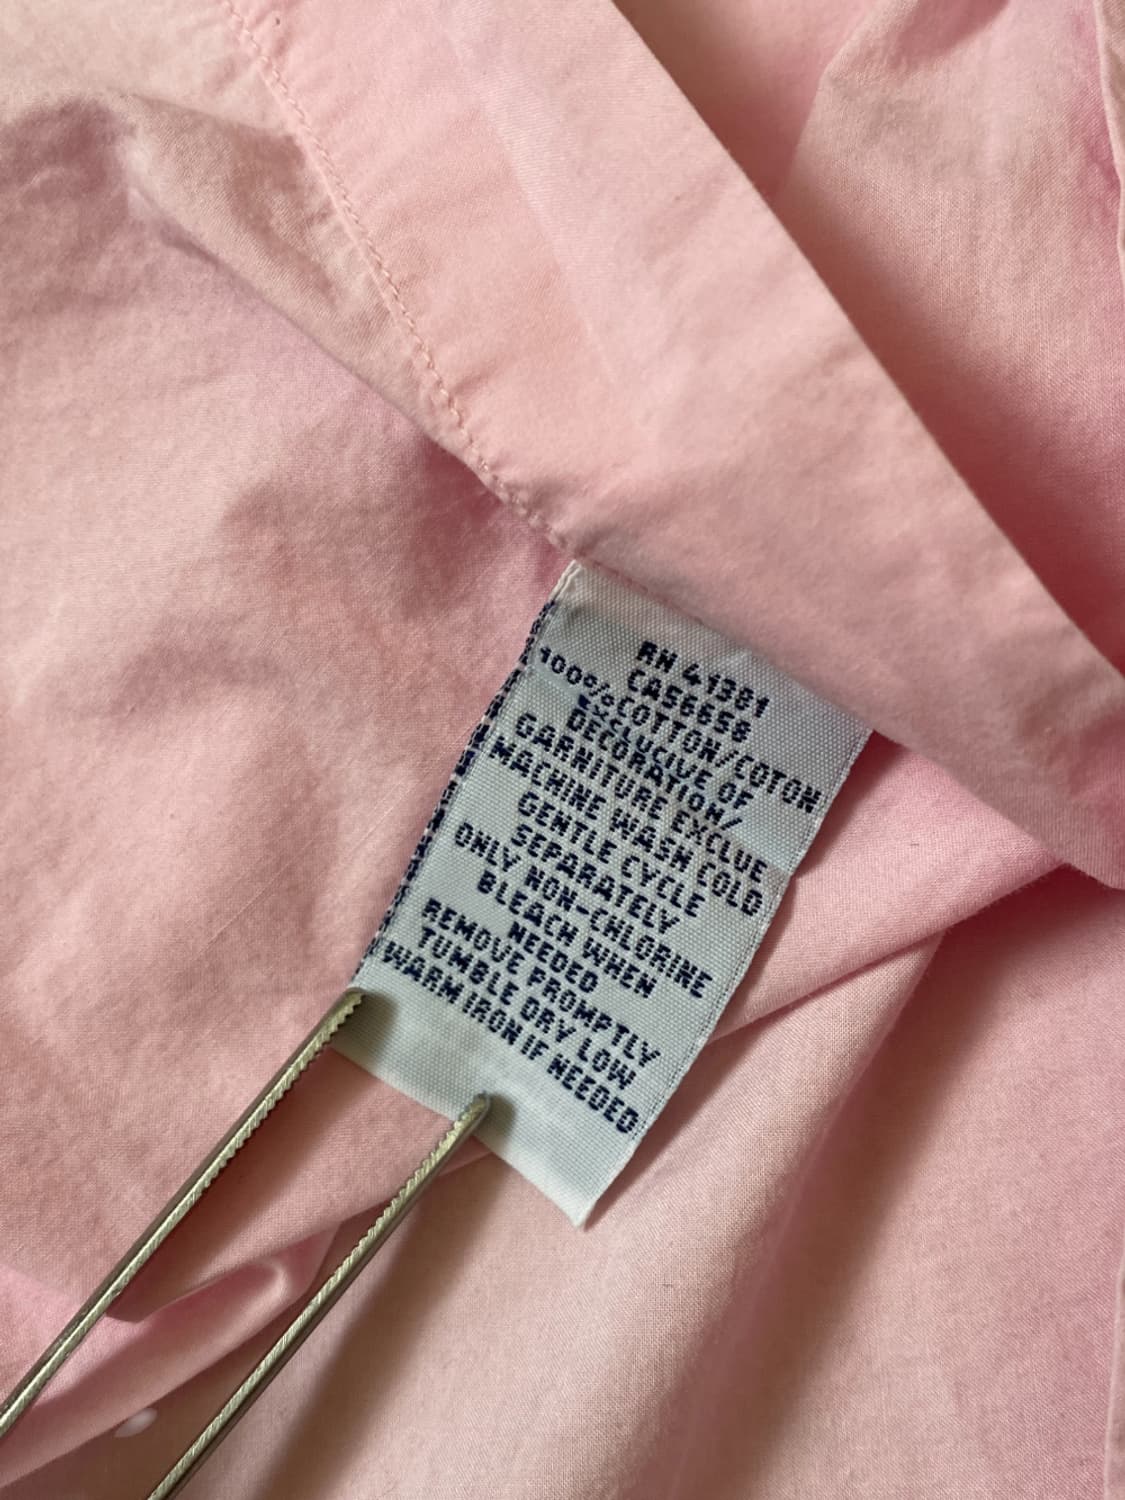 RN 41381
CA56658
100% COTTON/COTON
EXCLUCIVE OF
DECORATION/
GARNITURE EXCLUE
MACHINE WASH COLD
GENTLE CYCLE
SEPARATELY
ONLY NON-CHLORINE
BLEACH WHEN
NEEDED
REMOVE PROMPTLY
TUMBLE DRY LOW
WARM IRON IF NEEDED